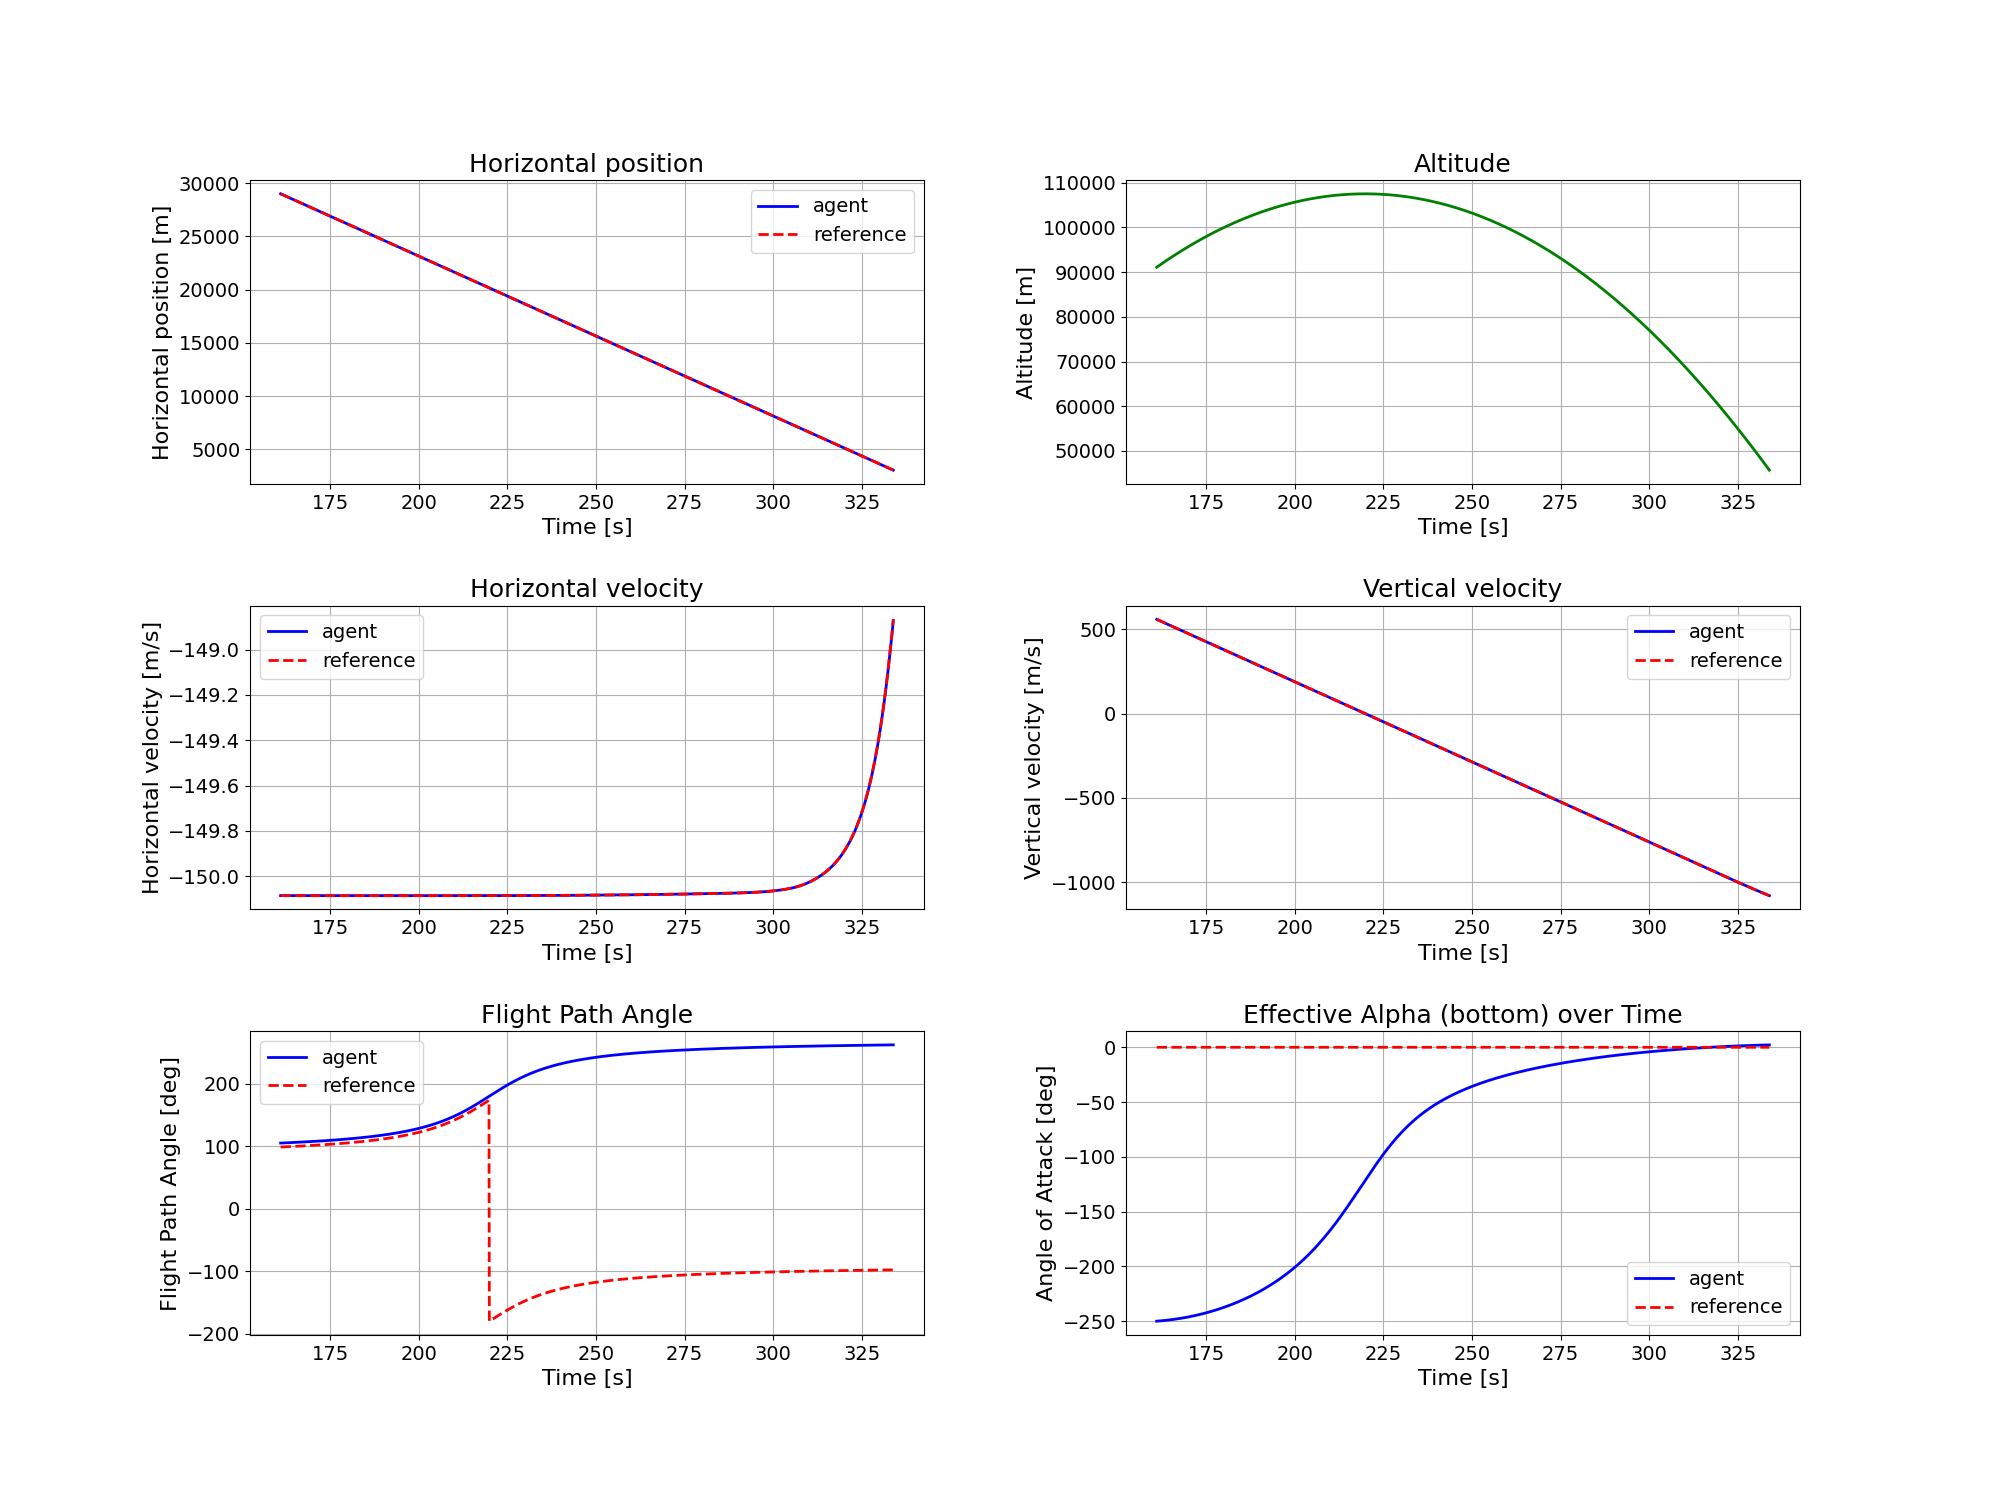 Horizontal position
Horizontal position [m]
30000
25000
20000
15000
10000
5000
agent
reference
175 200 225 250 275 300 325
Time [s]
Altitude
Altitude [m]
110000
100000
90000
80000
70000
60000
50000
175 200 225 250 275 300 325
Time [s]
Horizontal velocity
Horizontal velocity [m/s]
−149.0
−149.2
−149.4
−149.6
−149.8
−150.0
agent
reference
175 200 225 250 275 300 325
Time [s]
Vertical velocity
Vertical velocity [m/s]
500
0
−500
−1000
agent
reference
175 200 225 250 275 300 325
Time [s]
Flight Path Angle
Flight Path Angle [deg]
200
100
0
−100
−200
agent
reference
175 200 225 250 275 300 325
Time [s]
Effective Alpha (bottom) over Time
Angle of Attack [deg]
0
−50
−100
−150
−200
−250
agent
reference
175 200 225 250 275 300 325
Time [s]